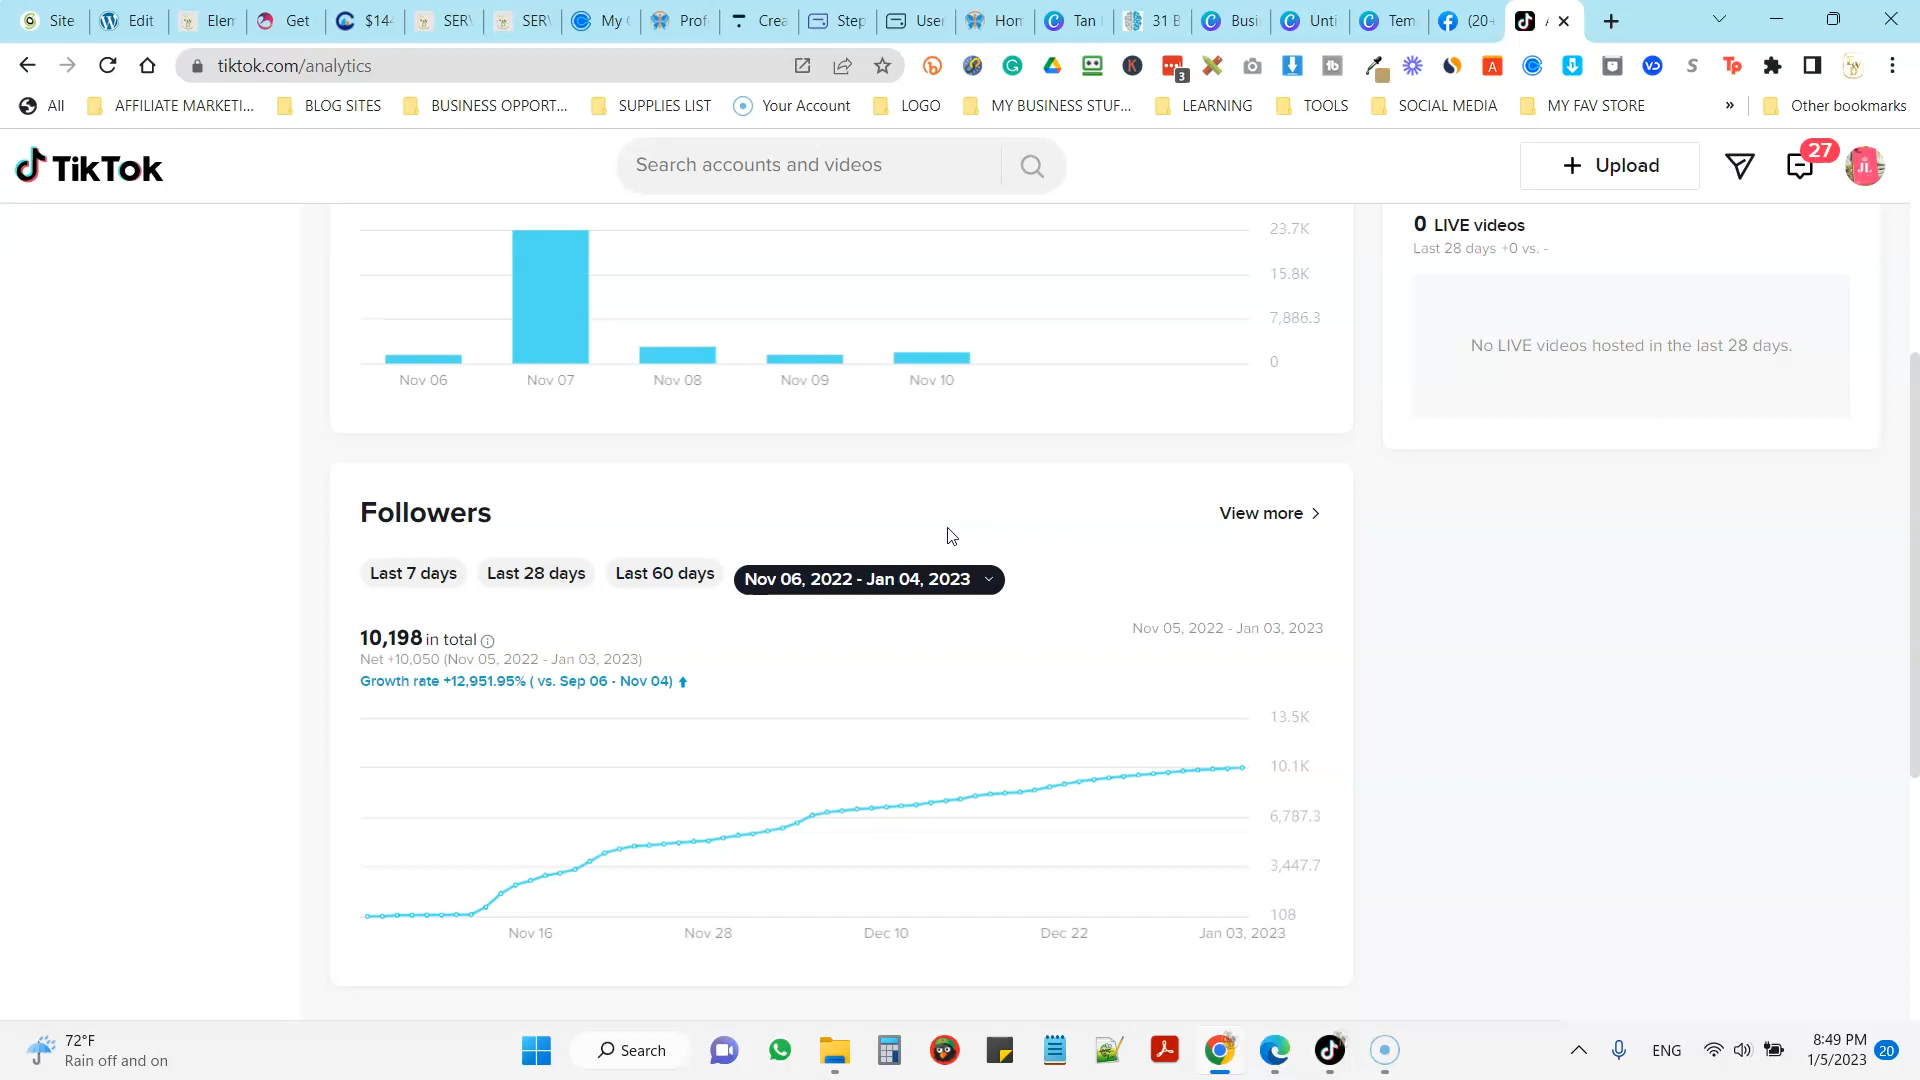 Site Edit Elen Get $14 SER SER My Prof Crea Step User Hon Tan 31 B Busi Unti Tem (20+
tiktok.com/analytics
3
All AFFILIATE MARKETI... BLOG SITES BUSINESS OPPORT... SUPPLIES LIST Your Account LOGO MY BUSINESS STUF... LEARNING TOOLS SOCIAL MEDIA MY FAV STORE » Other bookmarks
TikTok Search accounts and videos + Upload 27
23.7K
15.8K
7,886.3
0
Nov 06 Nov 07 Nov 08 Nov 09 Nov 10
0 LIVE videos
Last 28 days +0 vs. -
No LIVE videos hosted in the last 28 days.
Followers
View more >
Last 7 days Last 28 days Last 60 days Nov 06, 2022 - Jan 04, 2023
10,198 in total
Nov 05, 2022 - Jan 03, 2023
Net +10,050 (Nov 05, 2022 - Jan 03, 2023)
Growth rate +12,951.95% ( vs. Sep 06 - Nov 04)
13.5K
10.1K
6,787.3
3,447.7
108
Nov 16 Nov 28 Dec 10 Dec 22 Jan 03, 2023
72°F
Rain off and on
Search
ENG
8:49 PM
1/5/2023
20